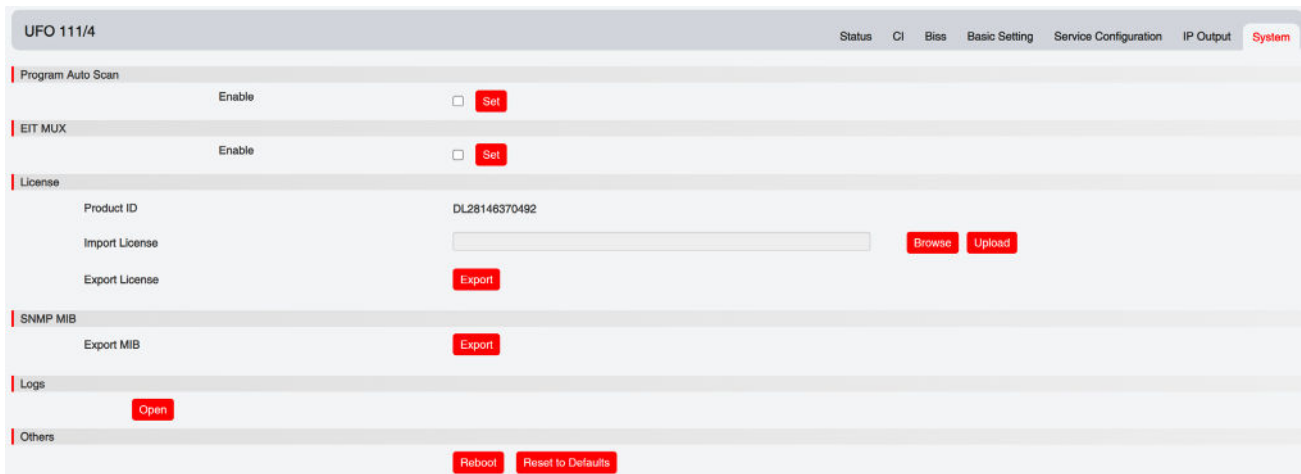 UFO 111/4
Status CI Biss Basic Setting Service Configuration IP Output System
Program Auto Scan
Enable Set
EIT MUX
Enable Set
License
Product ID DL28146370492
Import License Browse Upload
Export License Export
SNMP MIB
Export MIB Export
Logs
Open
Others
Reboot Reset to Defaults